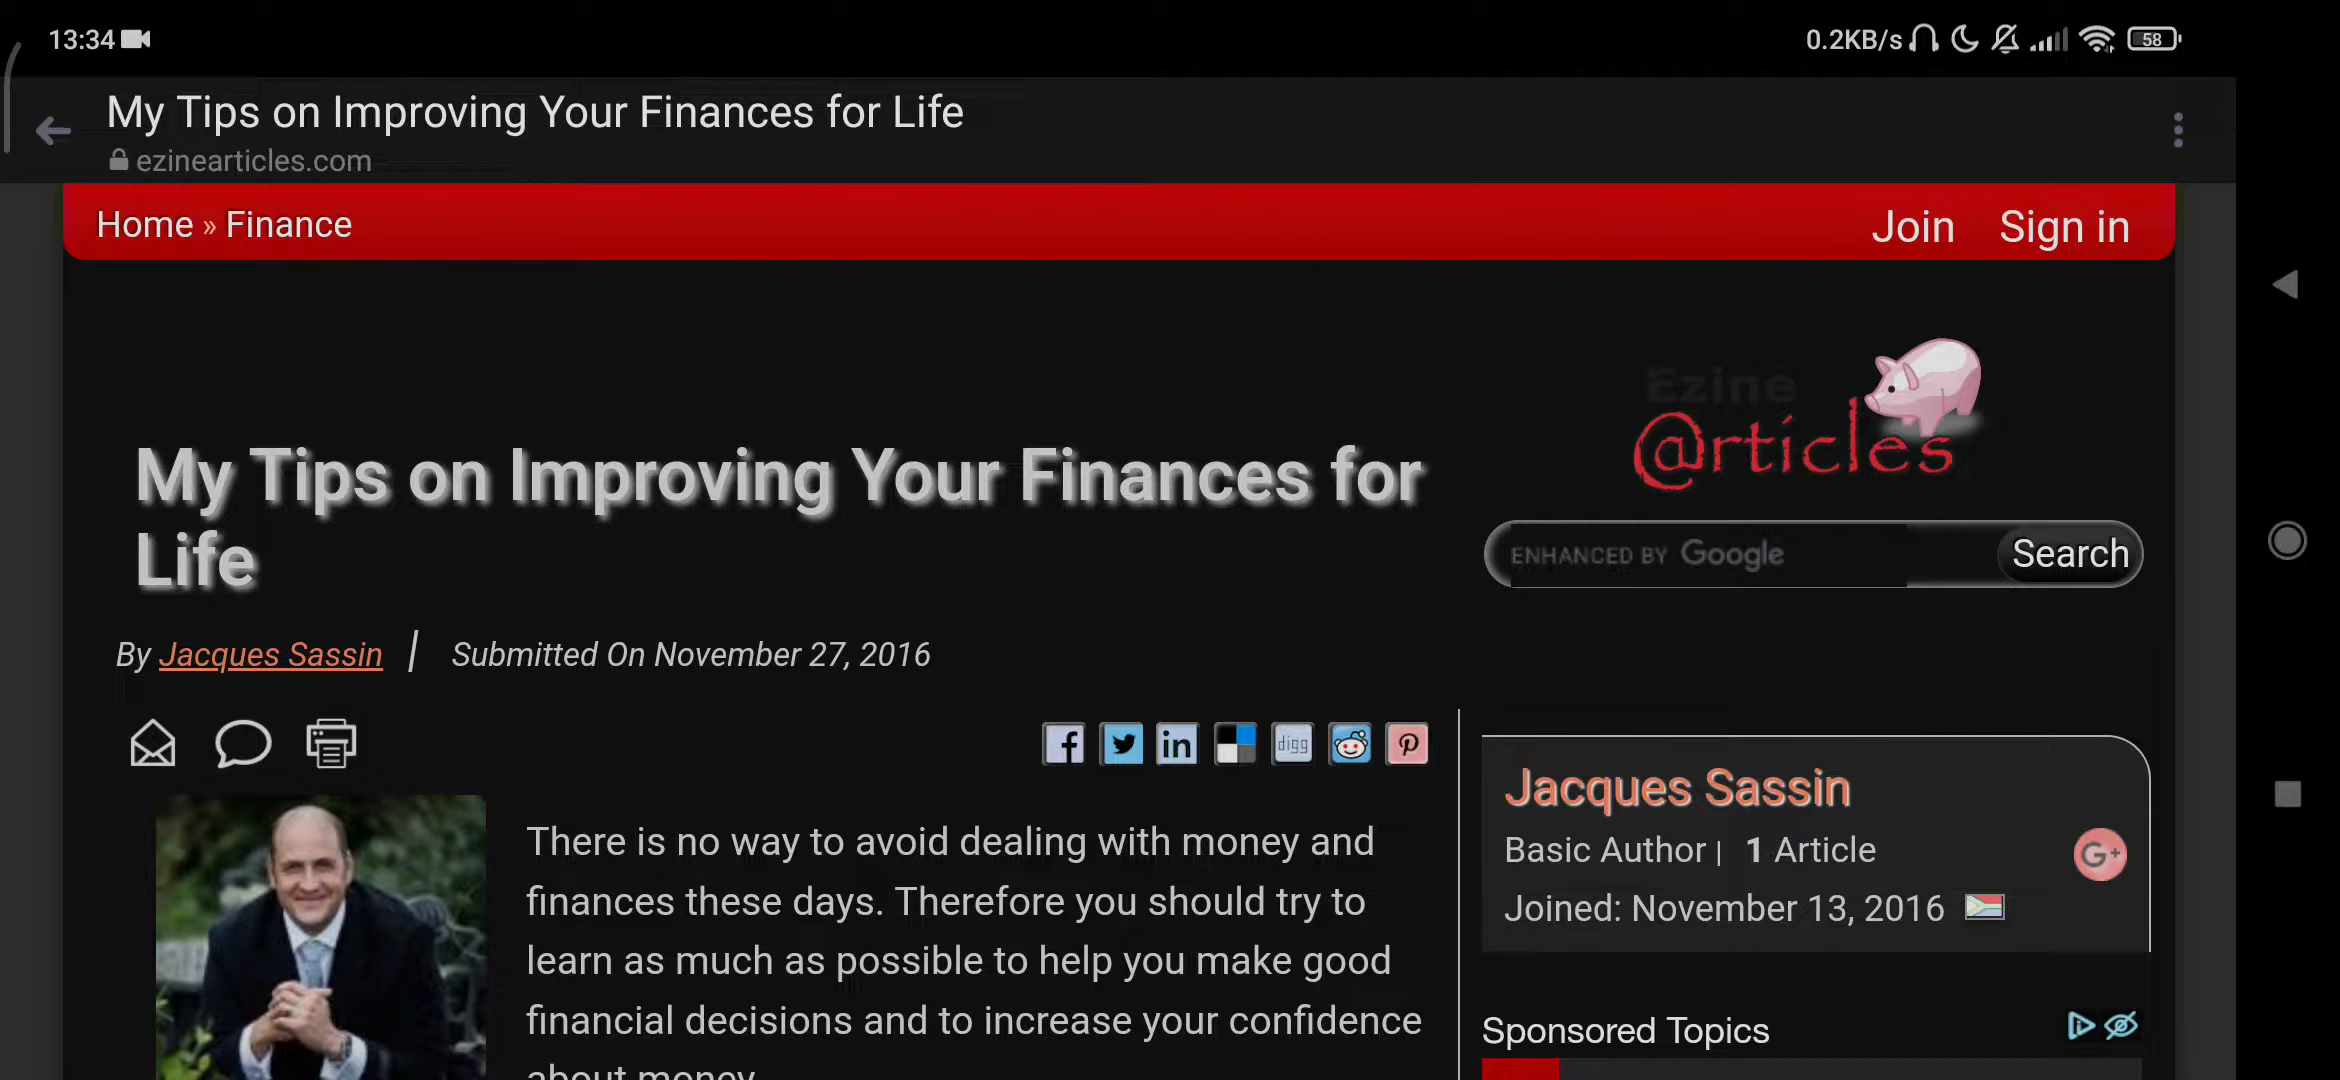 13:34
0.2KB/s
58
My Tips on Improving Your Finances for Life
ezinearticles.com
Home » Finance
Join Sign in
Ezine
@rticles
My Tips on Improving Your Finances for
Life
ENHANCED BY Google
Search
By Jacques Sassin | Submitted On November 27, 2016
f in digg
G+
There is no way to avoid dealing with money and
finances these days. Therefore you should try to
learn as much as possible to help you make good
financial decisions and to increase your confidence
about money.
Jacques Sassin
Basic Author | 1 Article
Joined: November 13, 2016
Sponsored Topics